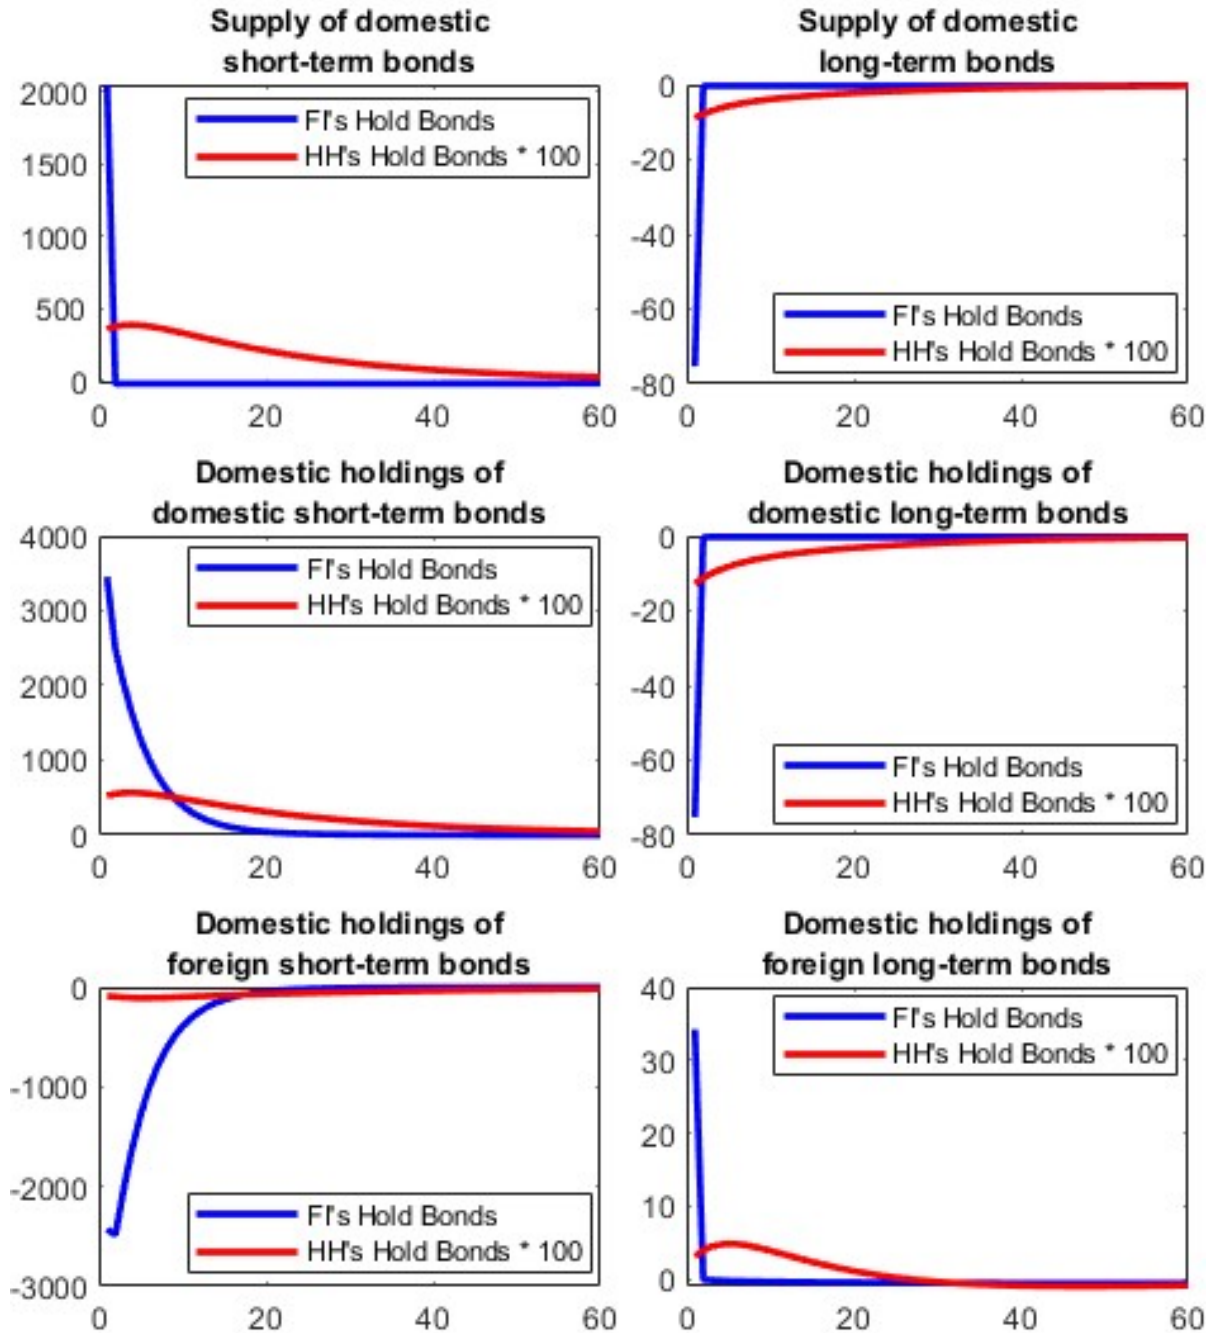 Supply of domestic
short-term bonds
2000
1500
1000
500
0
0
20
40
60
FI's Hold Bonds
HH's Hold Bonds * 100
Supply of domestic
long-term bonds
0
-20
-40
-60
-80
0
20
40
60
FI's Hold Bonds
HH's Hold Bonds * 100
Domestic holdings of
domestic short-term bonds
4000
3000
2000
1000
0
0
20
40
60
FI's Hold Bonds
HH's Hold Bonds * 100
Domestic holdings of
domestic long-term bonds
0
-20
-40
-60
-80
0
20
40
60
FI's Hold Bonds
HH's Hold Bonds * 100
Domestic holdings of
foreign short-term bonds
0
-1000
-2000
-3000
0
20
40
60
FI's Hold Bonds
HH's Hold Bonds * 100
Domestic holdings of
foreign long-term bonds
40
30
20
10
0
0
20
40
60
FI's Hold Bonds
HH's Hold Bonds * 100